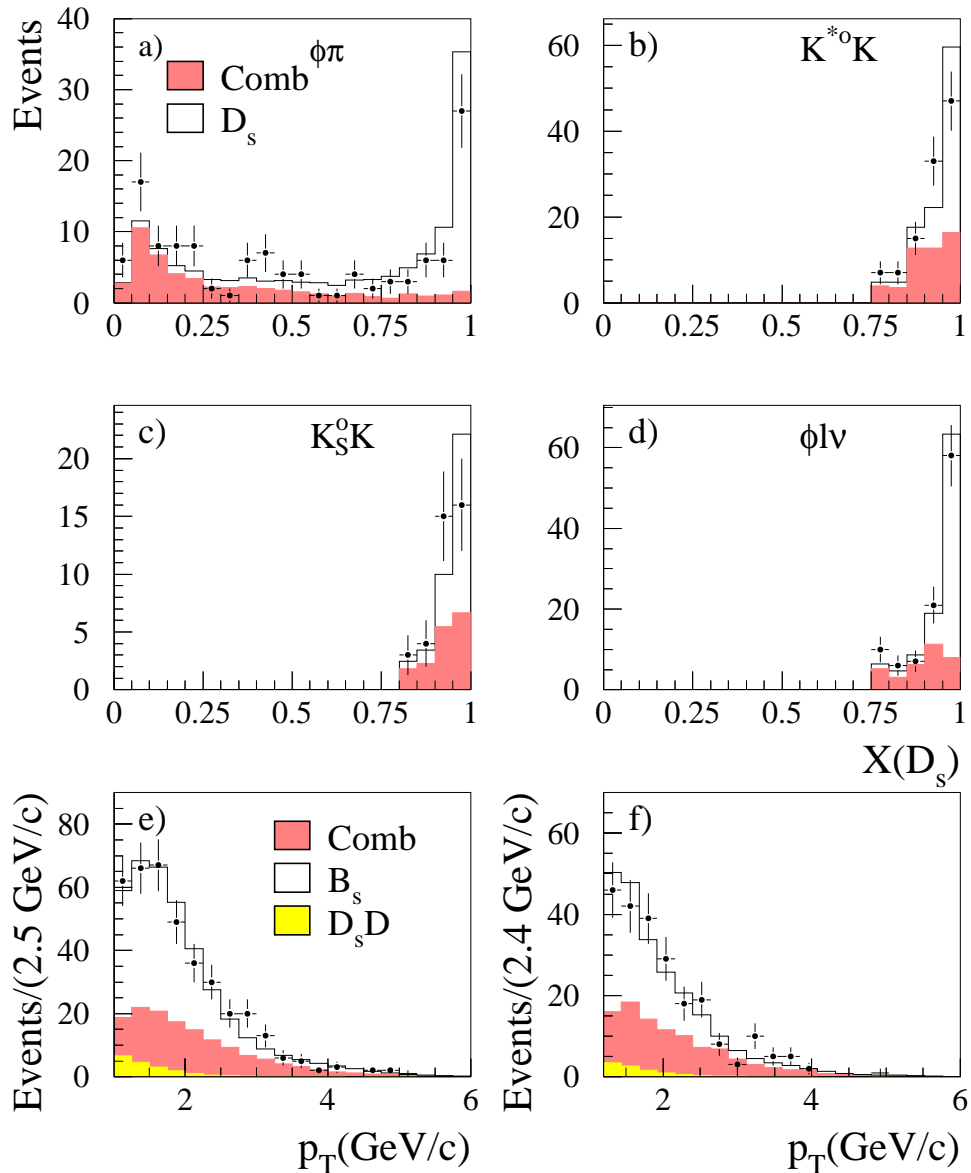 Events
a) ϕπ
Comb
D_s
40
30
20
10
0
0 0.25 0.5 0.75 1
b) K*⁰K
60
40
20
0
0 0.25 0.5 0.75 1
c) K_S⁰K
20
15
10
5
0
0 0.25 0.5 0.75 1
d) ϕlν
60
40
20
0
0 0.25 0.5 0.75 1
X(D_s)
Events/(2.5 GeV/c)
e)
Comb
B_s
D_sD
80
60
40
20
0
2 4 6
p_T(GeV/c)
Events/(2.4 GeV/c)
f)
60
40
20
0
2 4 6
p_T(GeV/c)